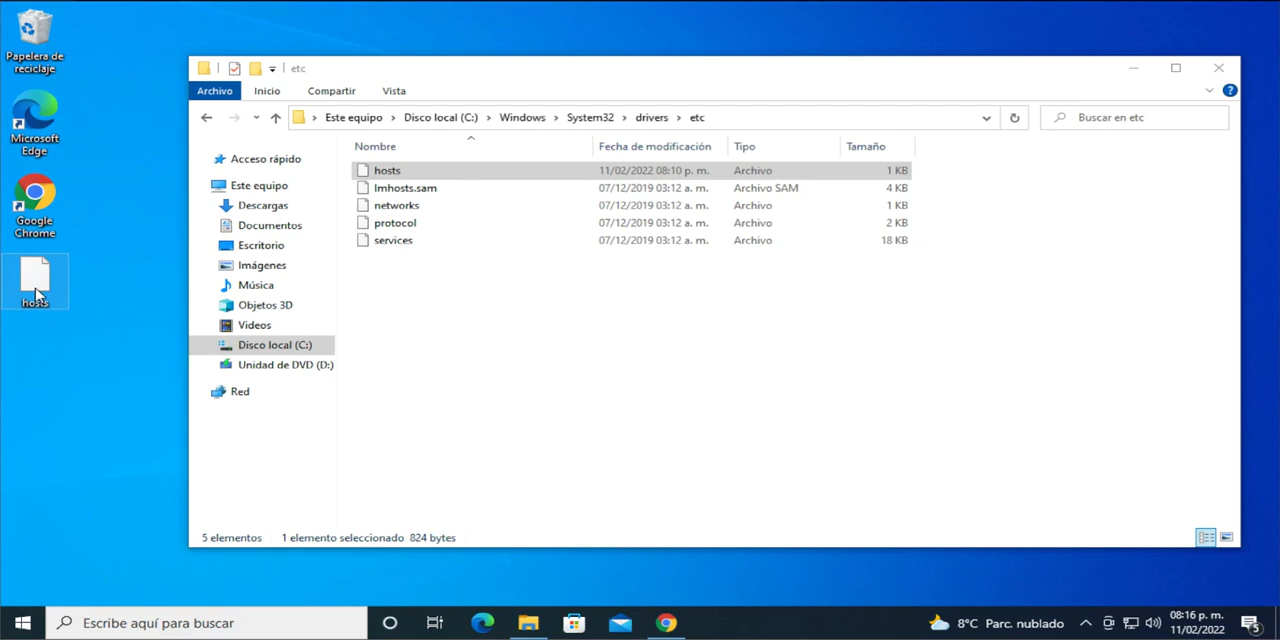 Papelera de
reciclaje
Microsoft
Edge
Google
Chrome
hosts
etc
Archivo Inicio Compartir Vista
Este equipo > Disco local (C:) > Windows > System32 > drivers > etc
Buscar en etc
Nombre Fecha de modificación Tipo Tamaño
hosts 11/02/2022 08:10 p. m. Archivo 1 KB
lmhosts.sam 07/12/2019 03:12 a. m. Archivo SAM 4 KB
networks 07/12/2019 03:12 a. m. Archivo 1 KB
protocol 07/12/2019 03:12 a. m. Archivo 2 KB
services 07/12/2019 03:12 a. m. Archivo 18 KB
Acceso rápido
Este equipo
Descargas
Documentos
Escritorio
Imágenes
Música
Objetos 3D
Videos
Disco local (C:)
Unidad de DVD (D:)
Red
5 elementos 1 elemento seleccionado 824 bytes
Escribe aquí para buscar
8°C Parc. nublado
08:16 p. m.
11/02/2022
5